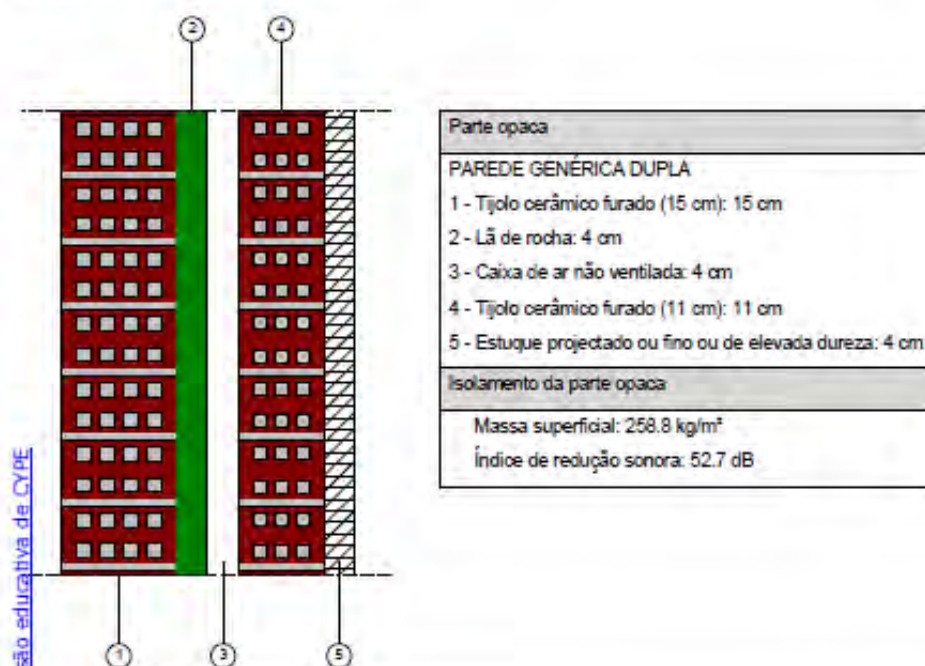 2
4
Parte opaca
PAREDE GENÉRICA DUPLA
1 - Tijolo cerâmico furado (15 cm): 15 cm
2 - Lã de rocha: 4 cm
3 - Caixa de ar não ventilada: 4 cm
4 - Tijolo cerâmico furado (11 cm): 11 cm
5 - Estuque projectado ou fino ou de elevada dureza: 4 cm
Isolamento da parte opaca
Massa superficial: 258.8 kg/m²
Índice de redução sonora: 52.7 dB
são educativa de CYPE
1
3
5